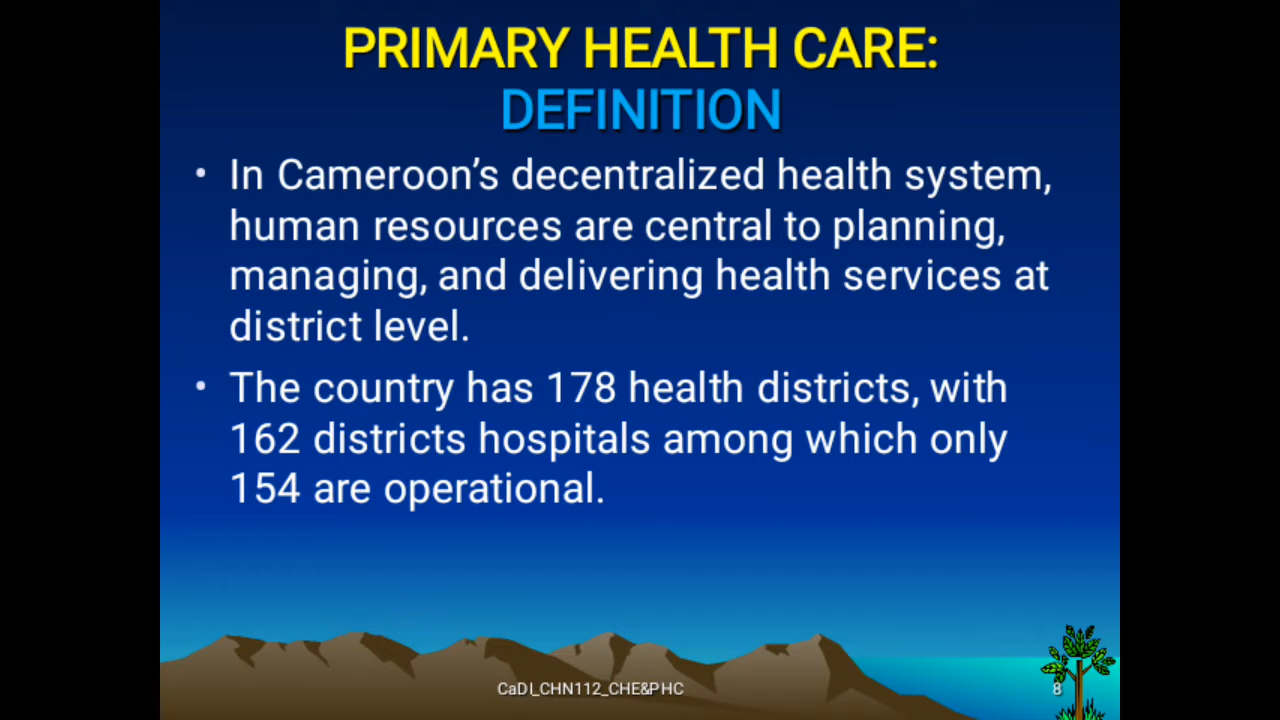 PRIMARY HEALTH CARE:
DEFINITION
• In Cameroon’s decentralized health system,
human resources are central to planning,
managing, and delivering health services at
district level.
• The country has 178 health districts, with
162 districts hospitals among which only
154 are operational.
CaDI_CHN112_CHE&PHC
8